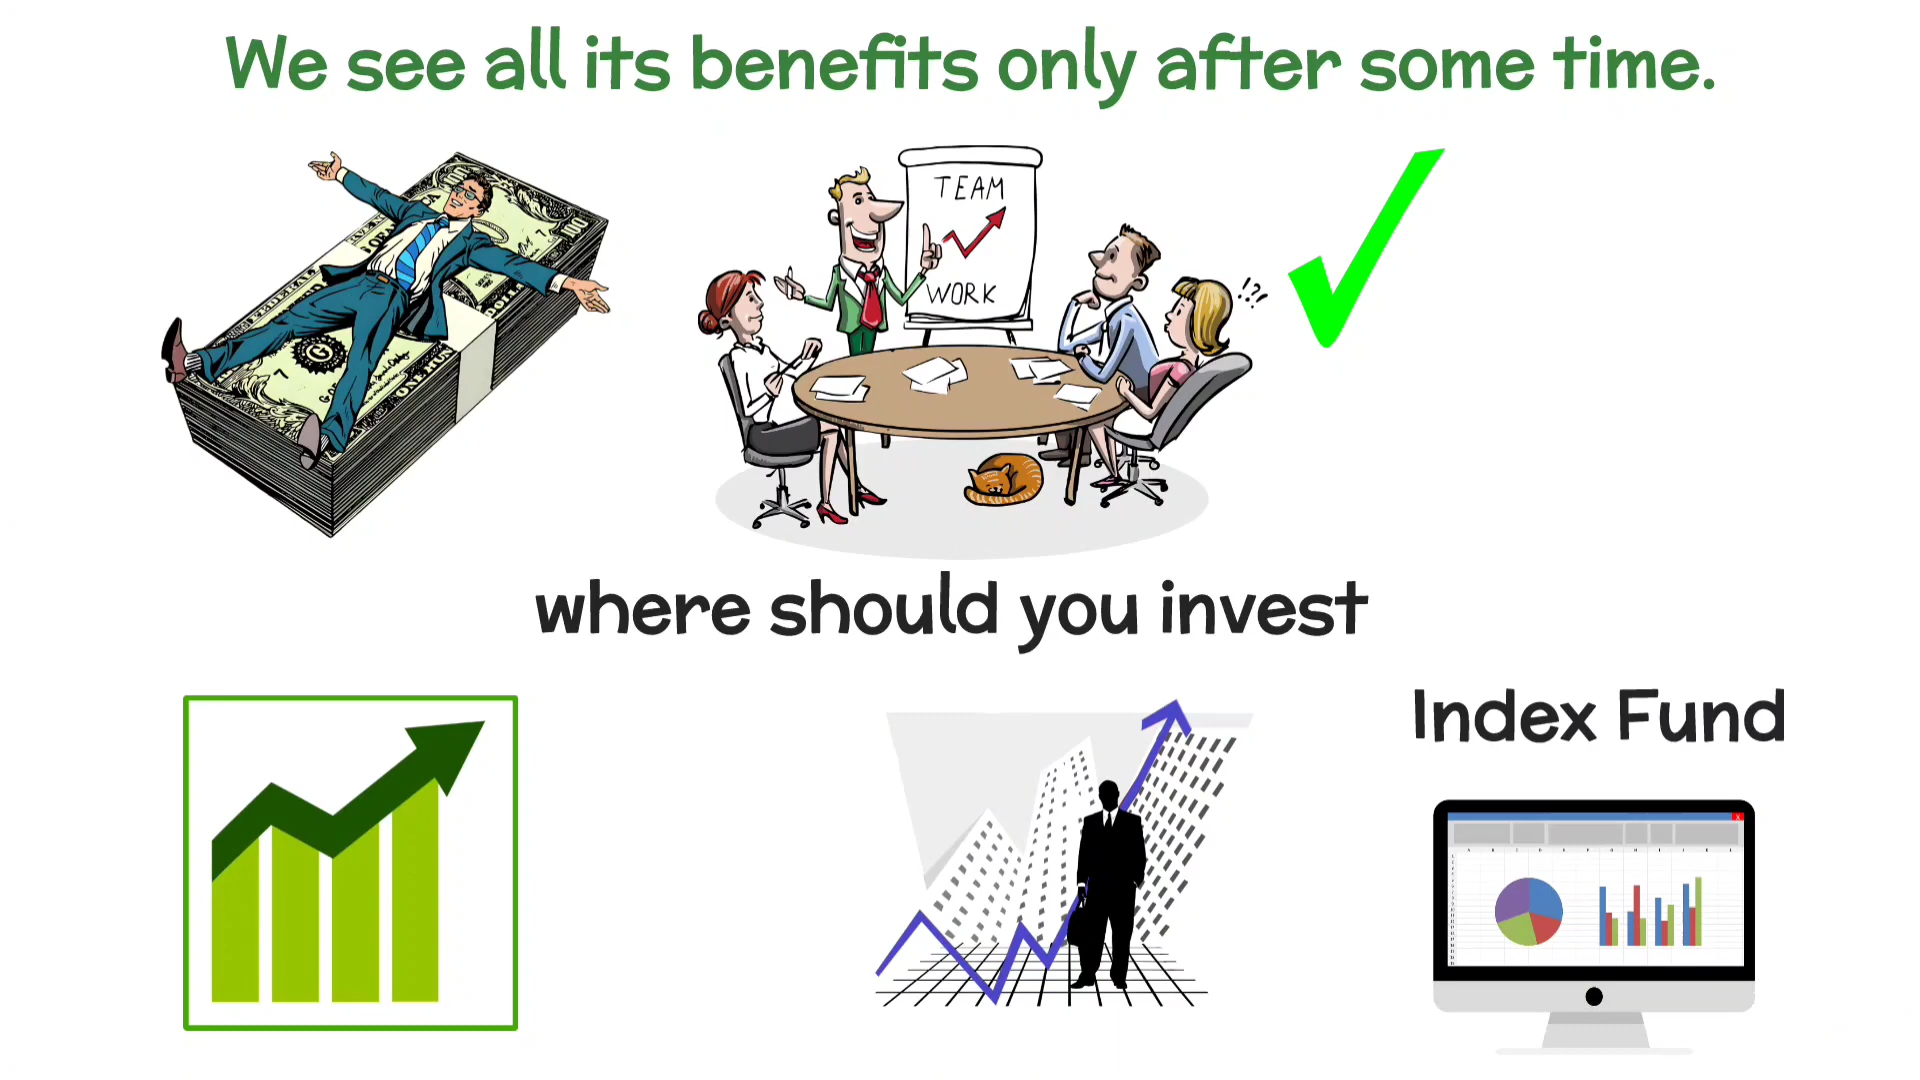 We see all its benefits only after some time.
TEAM
WORK
!?!
where should you invest
Index Fund